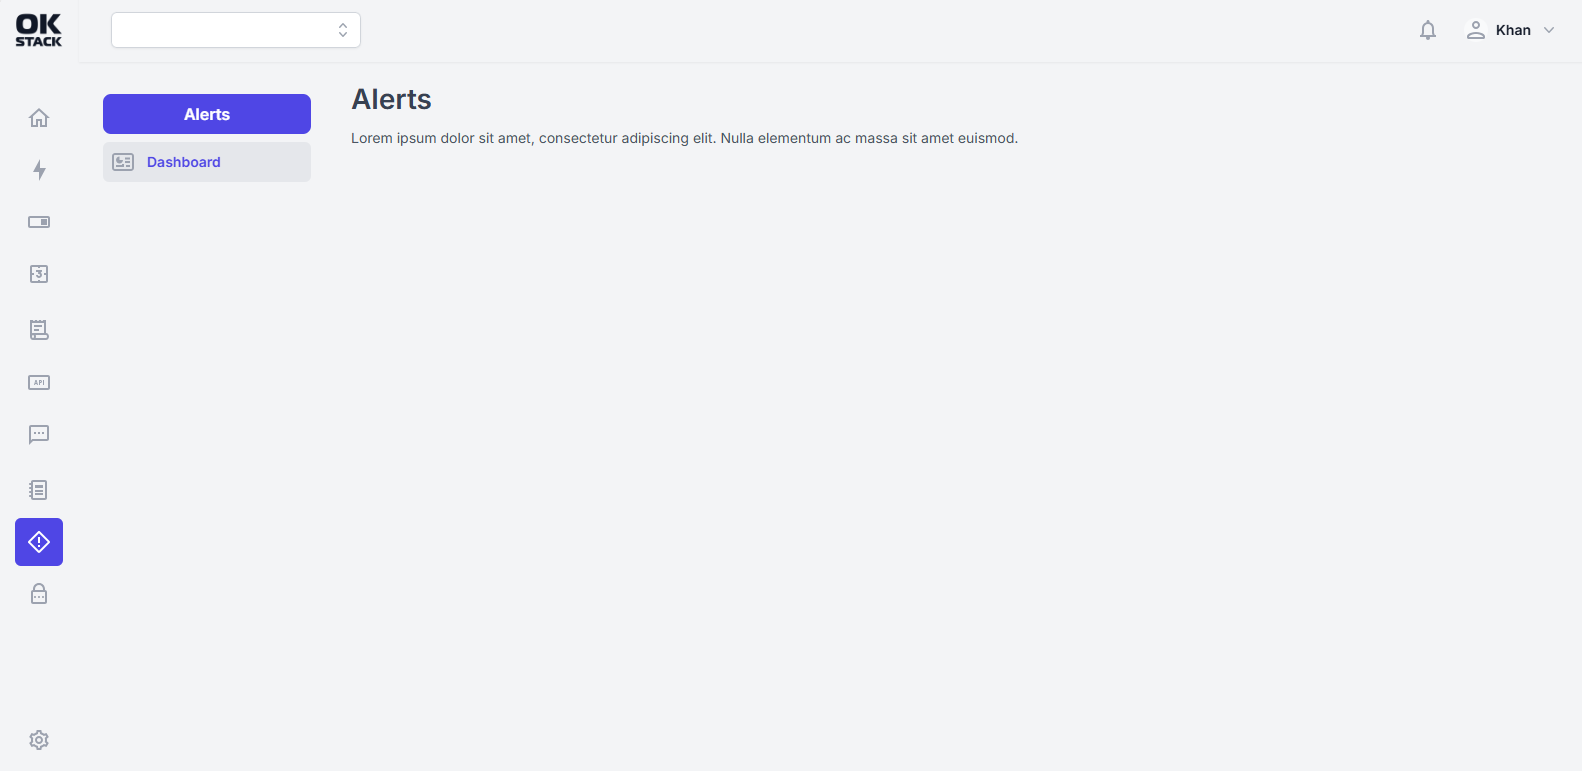 OK
STACK
Khan
Alerts
Dashboard
Alerts
Lorem ipsum dolor sit amet, consectetur adipiscing elit. Nulla elementum ac massa sit amet euismod.
3
API